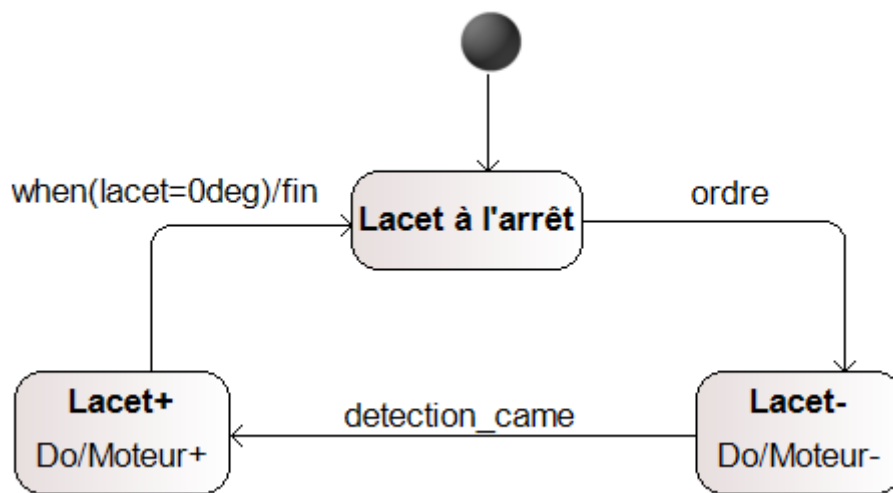 when(lacet=0deg)/fin
Lacet à l'arrêt
ordre
Lacet+
Do/Moteur+
detection_came
Lacet-
Do/Moteur-